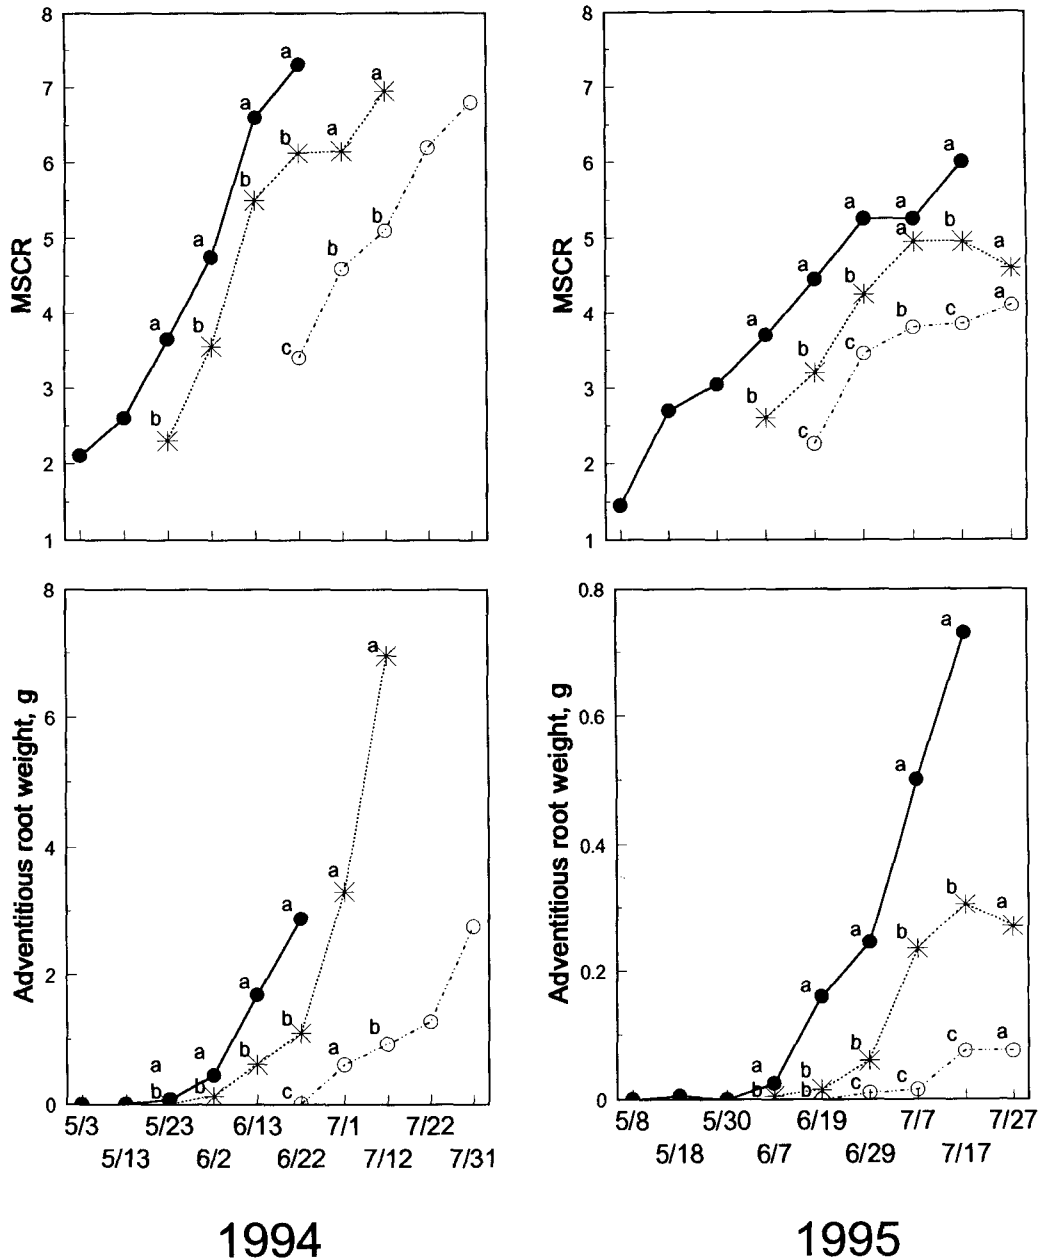 8
7
6
5
4
3
2
1
MSCR
a
a
a
a
b
b
b
b
a
a
c
b
b
8
7
6
5
4
3
2
1
MSCR
a
a
a
a
a
b
b
b
a
b
a
c
c
b
c
a
8
6
4
2
0
Adventitious root weight, g
a
a
a
a
b
b
b
b
a
a
c
a
b
5/3
5/23
6/13
7/1
7/22
5/13
6/2
6/22
7/12
7/31
1994
0.8
0.6
0.4
0.2
0
Adventitious root weight, g
a
a
a
a
a
b
b
b
b
b
a
b
c
c
c
a
5/8
5/30
6/19
7/7
7/27
5/18
6/7
6/29
7/17
1995